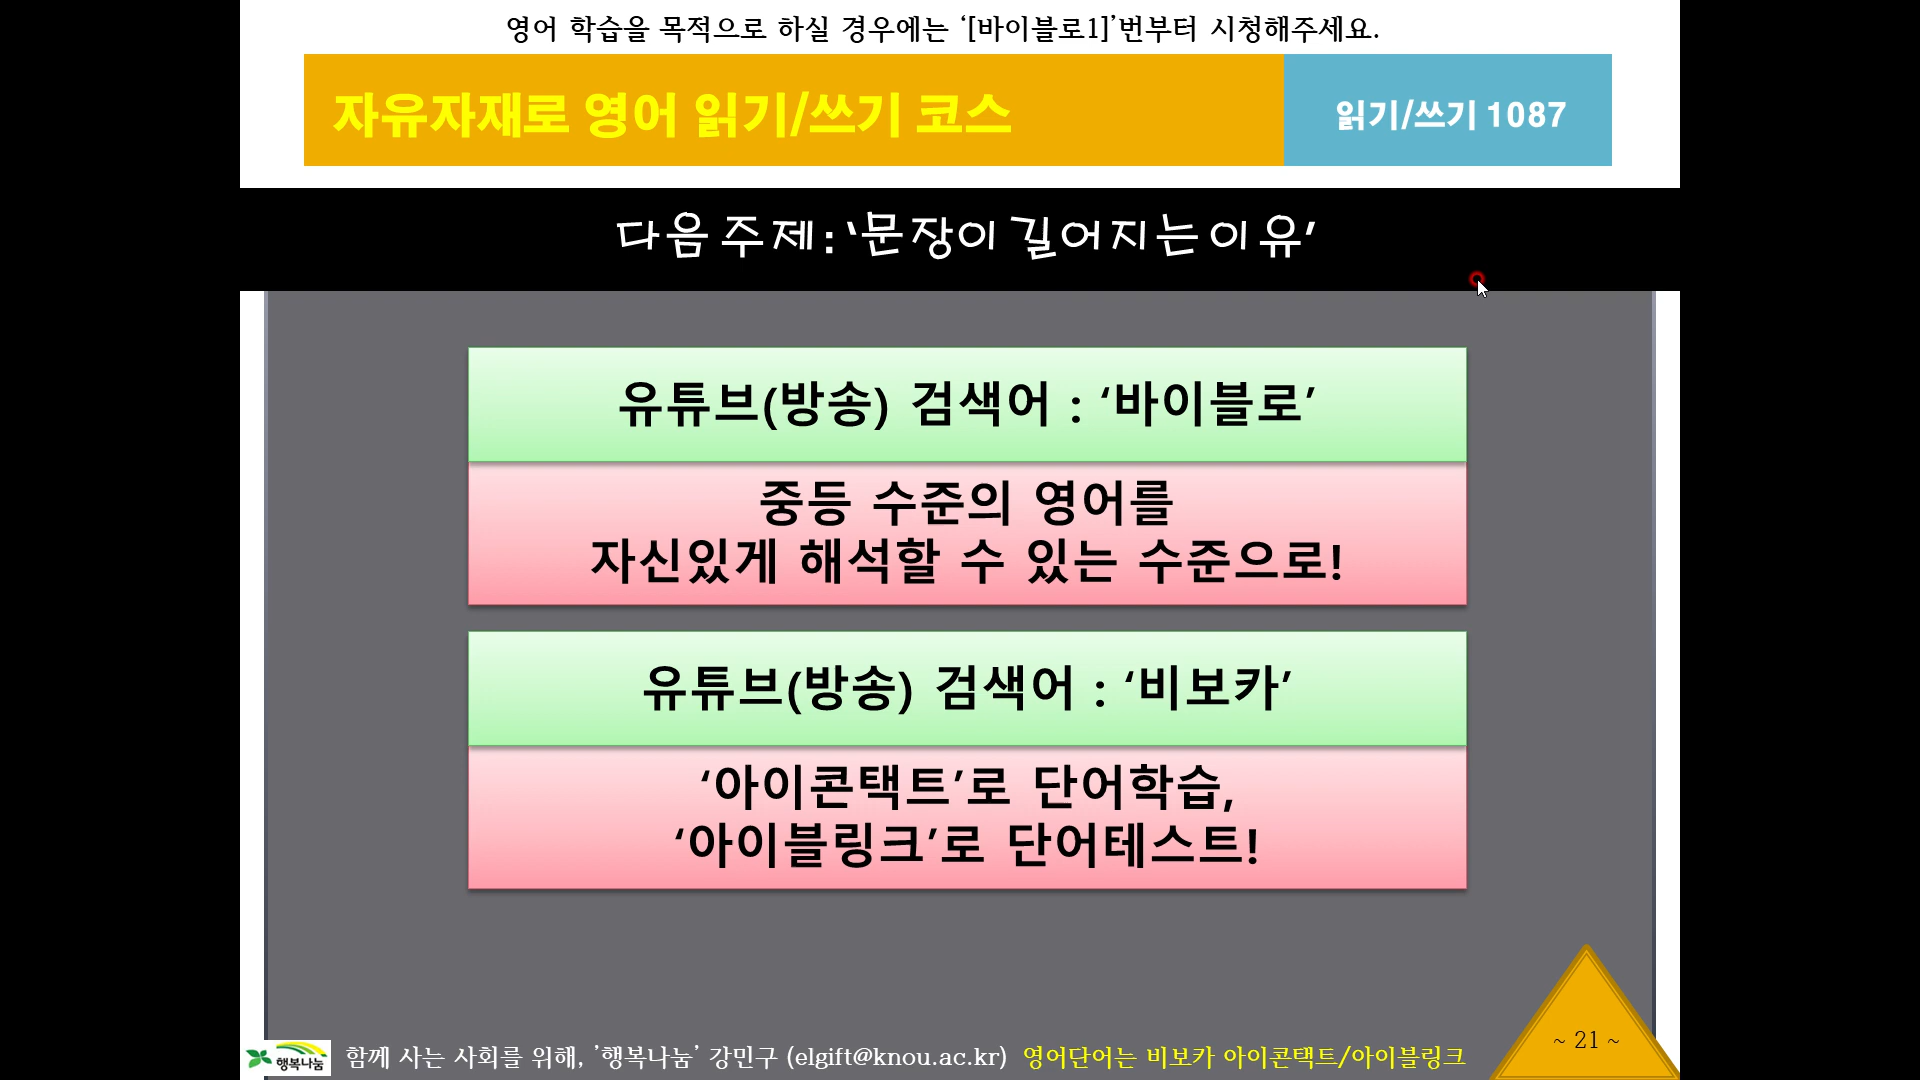 영어 학습을 목적으로 하실 경우에는 ‘[바이블로1]’번부터 시청해주세요.
자유자재로 영어 읽기/쓰기 코스
읽기/쓰기 1087
다음 주제 : ‘문장이 길어지는 이유’
유튜브(방송) 검색어 : ‘바이블로’
중등 수준의 영어를
자신있게 해석할 수 있는 수준으로!
유튜브(방송) 검색어 : ‘비보카’
‘아이콘택트’로 단어학습,
‘아이블링크’로 단어테스트!
~ 21 ~
행복나눔
함께 사는 사회를 위해, ’행복나눔’ 강민구 (elgift@knou.ac.kr) 영어단어는 비보카 아이콘택트/아이블링크